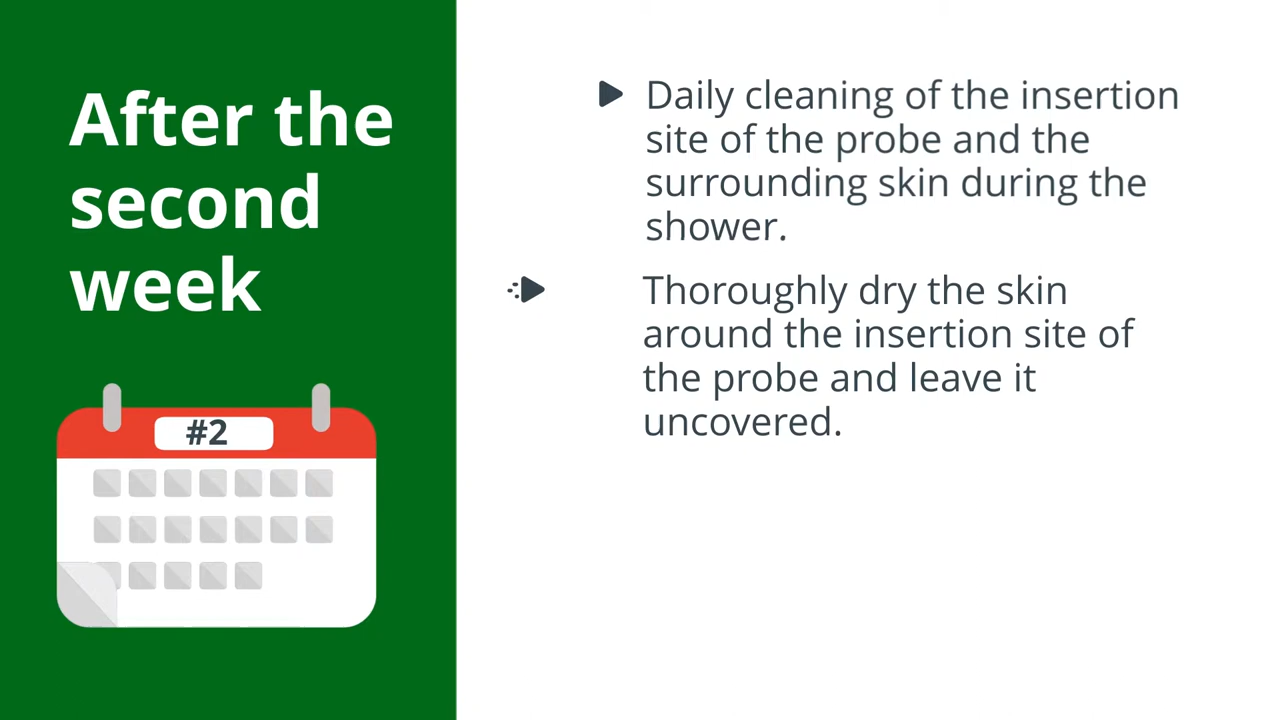 After the
second
week
#2
Daily cleaning of the insertion
site of the probe and the
surrounding skin during the
shower.
Thoroughly dry the skin
around the insertion site of
the probe and leave it
uncovered.